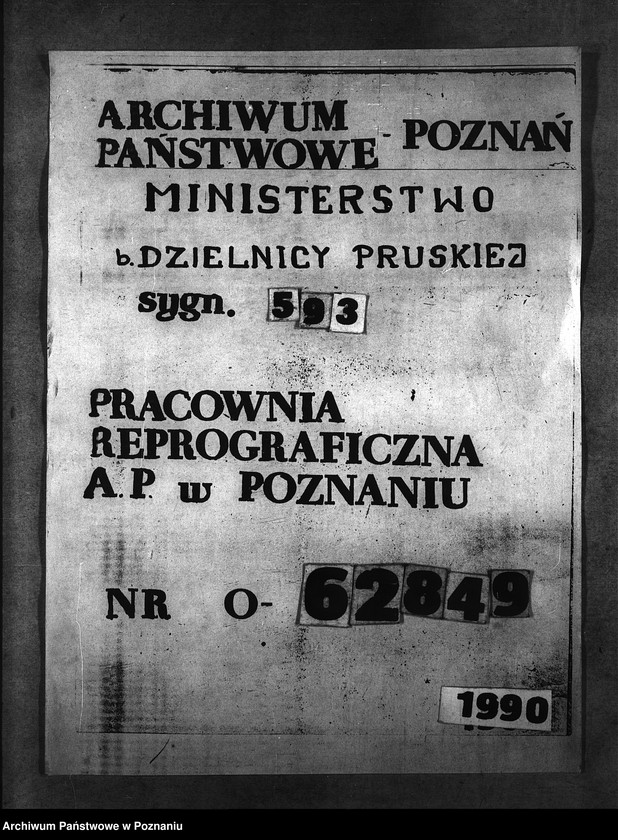 ARCHIWUM
PAŃSTWOWE - POZNAŃ
MINISTERSTWO
b. DZIELNICY PRUSKIEJ
sygn. 593
PRACOWNIA
REPROGRAFICZNA
A. P. w POZNANIU
NR O- 62849
1990
Archiwum Państwowe w Poznaniu